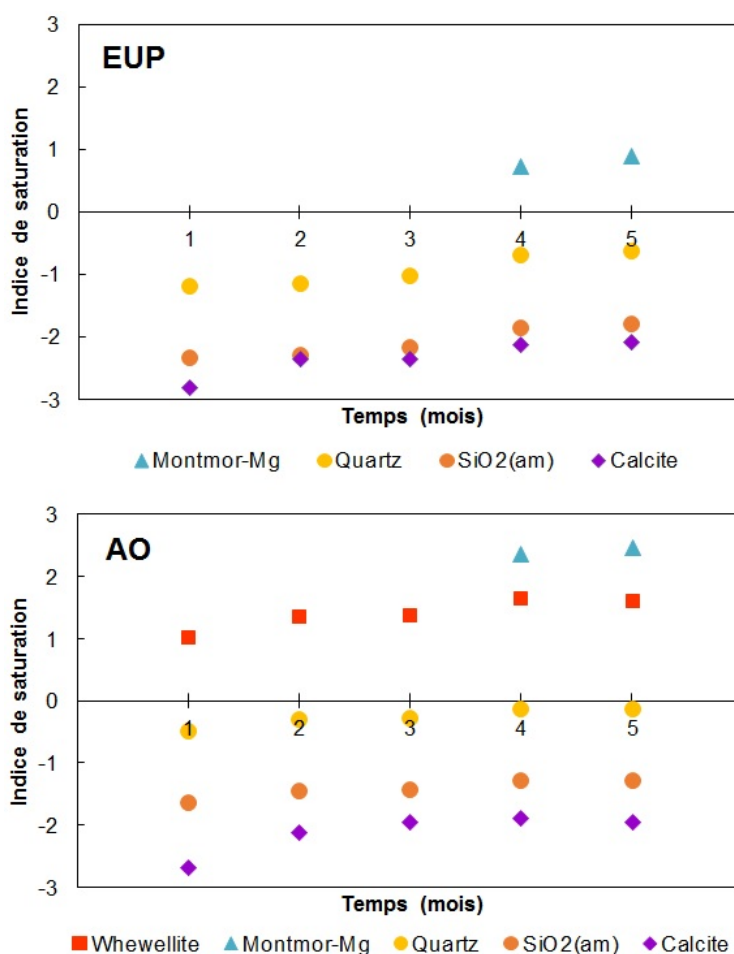 EUP
Indice de saturation
3
2
1
0
-1
-2
-3
1 2 3 4 5
Temps (mois)
Montmor-Mg Quartz SiO2(am) Calcite
AO
Indice de saturation
3
2
1
0
-1
-2
-3
1 2 3 4 5
Temps (mois)
Whewellite Montmor-Mg Quartz SiO2(am) Calcite